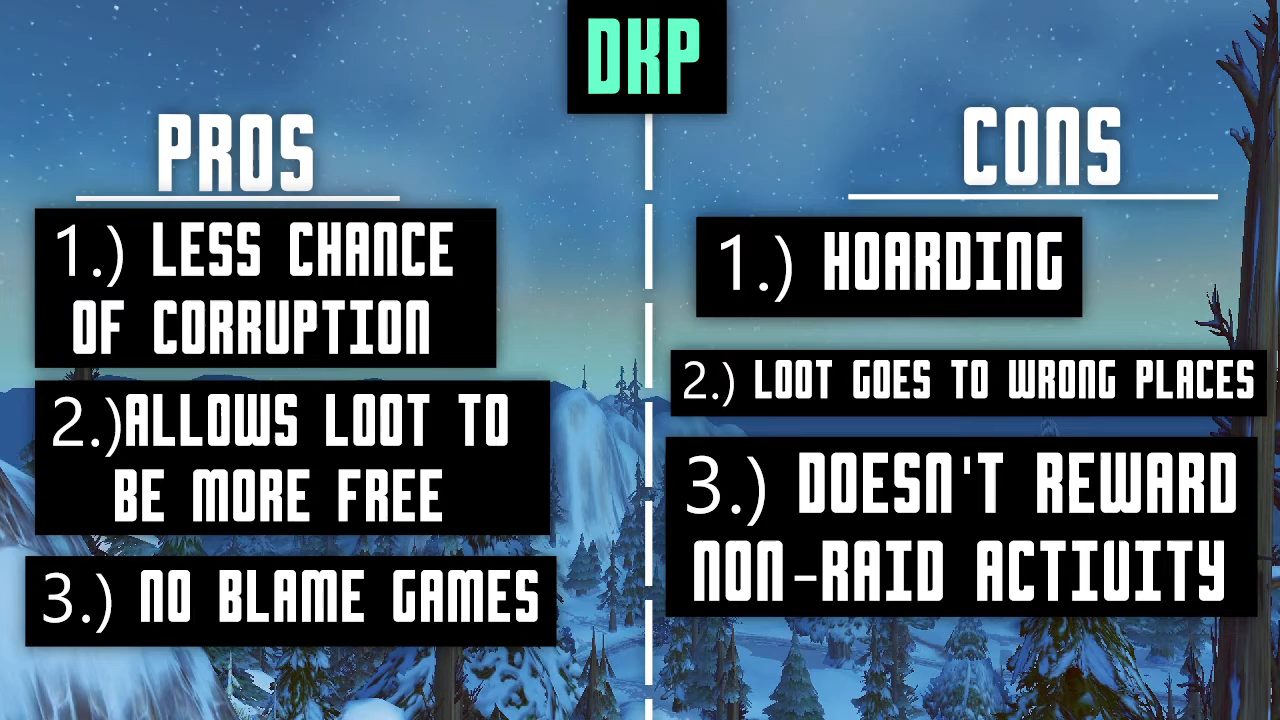 DKP
PROS
1.) LESS CHANCE
OF CORRUPTION
2.)ALLOWS LOOT TO
BE MORE FREE
3.) NO BLAME GAMES
CONS
1.) HOARDING
2.) LOOT GOES TO WRONG PLACES
3.) DOESN'T REWARD
NON-RAID ACTIVITY